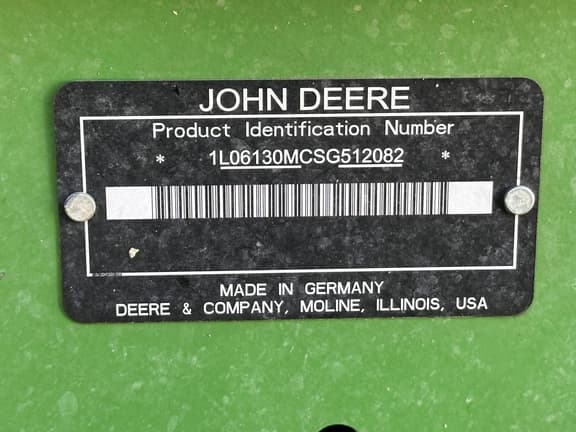 JOHN DEERE
Product Identification Number
* 1L06130MCSG512082 *
MADE IN GERMANY
DEERE & COMPANY, MOLINE, ILLINOIS, USA